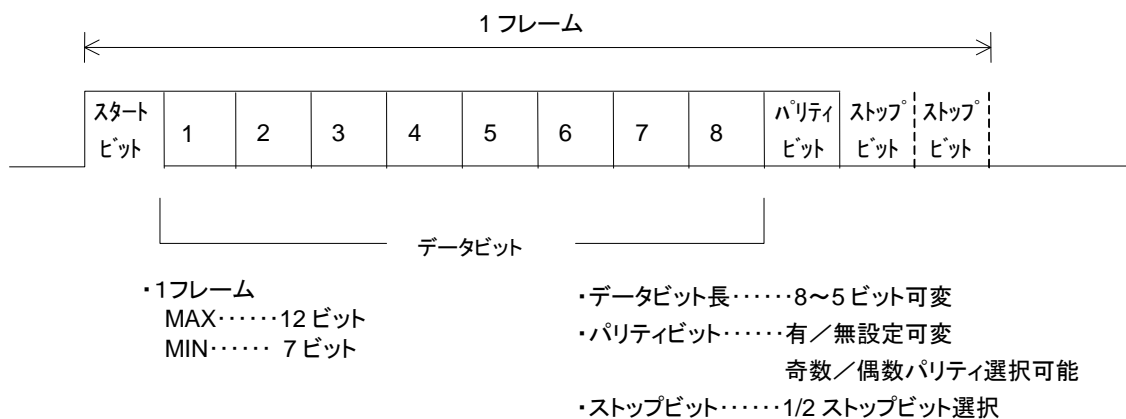 1 フレーム
スタート
ビット
1 2 3 4 5 6 7 8
パリティ
ビット
ストップ
ビット
ストップ
ビット
データビット
・1フレーム
MAX‥‥‥12 ビット
MIN‥‥‥ 7 ビット
・データビット長‥‥‥8～5 ビット可変
・パリティビット‥‥‥有／無設定可変
奇数／偶数パリティ選択可能
・ストップビット‥‥‥1/2 ストップビット選択